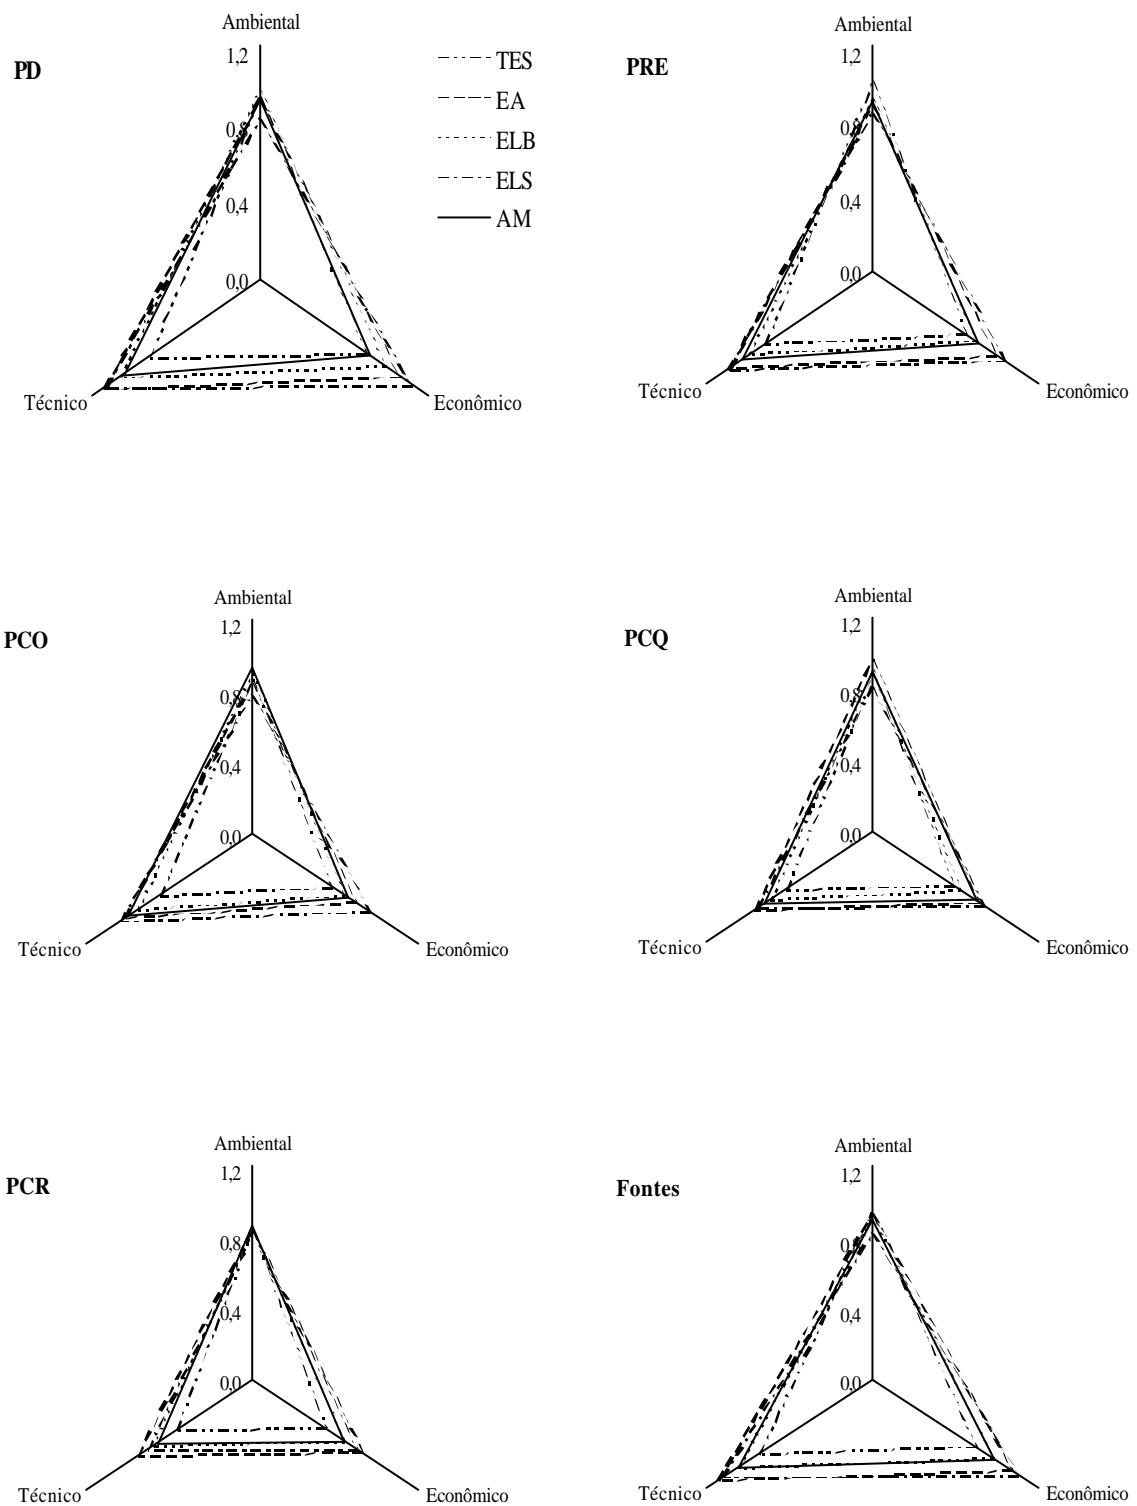 Ambiental
1,2
PD
0,8
0,4
0,0
Técnico
Econômico
TES
EA
ELB
ELS
AM
Ambiental
1,2
PRE
0,8
0,4
0,0
Técnico
Econômico
Ambiental
1,2
PCO
0,8
0,4
0,0
Técnico
Econômico
Ambiental
1,2
PCQ
0,8
0,4
0,0
Técnico
Econômico
Ambiental
1,2
PCR
0,8
0,4
0,0
Técnico
Econômico
Ambiental
1,2
Fontes
0,8
0,4
0,0
Técnico
Econômico